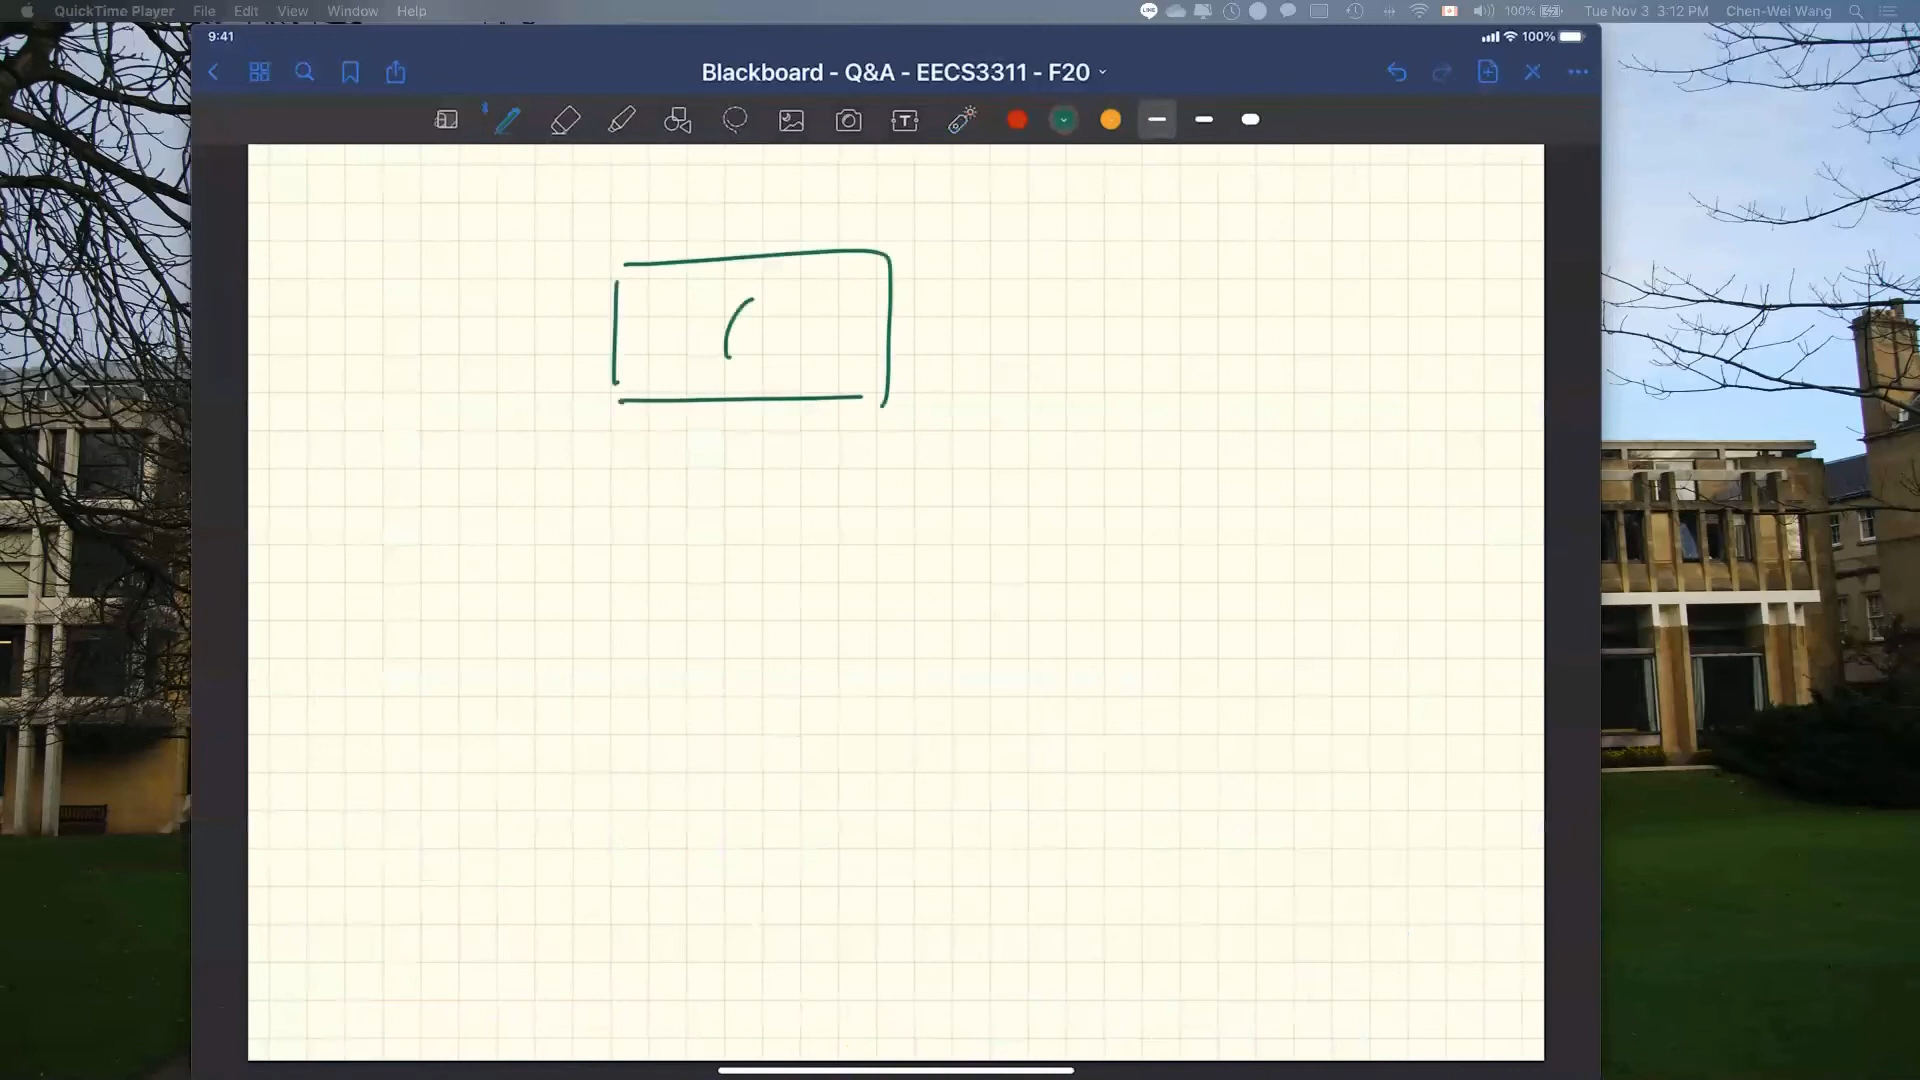 QuickTime Player File Edit View Window Help 100% Tue Nov 3 3:12 PM Chen-Wei Wang
9:41 100%
Blackboard - Q&A - EECS3311 - F20
T
(